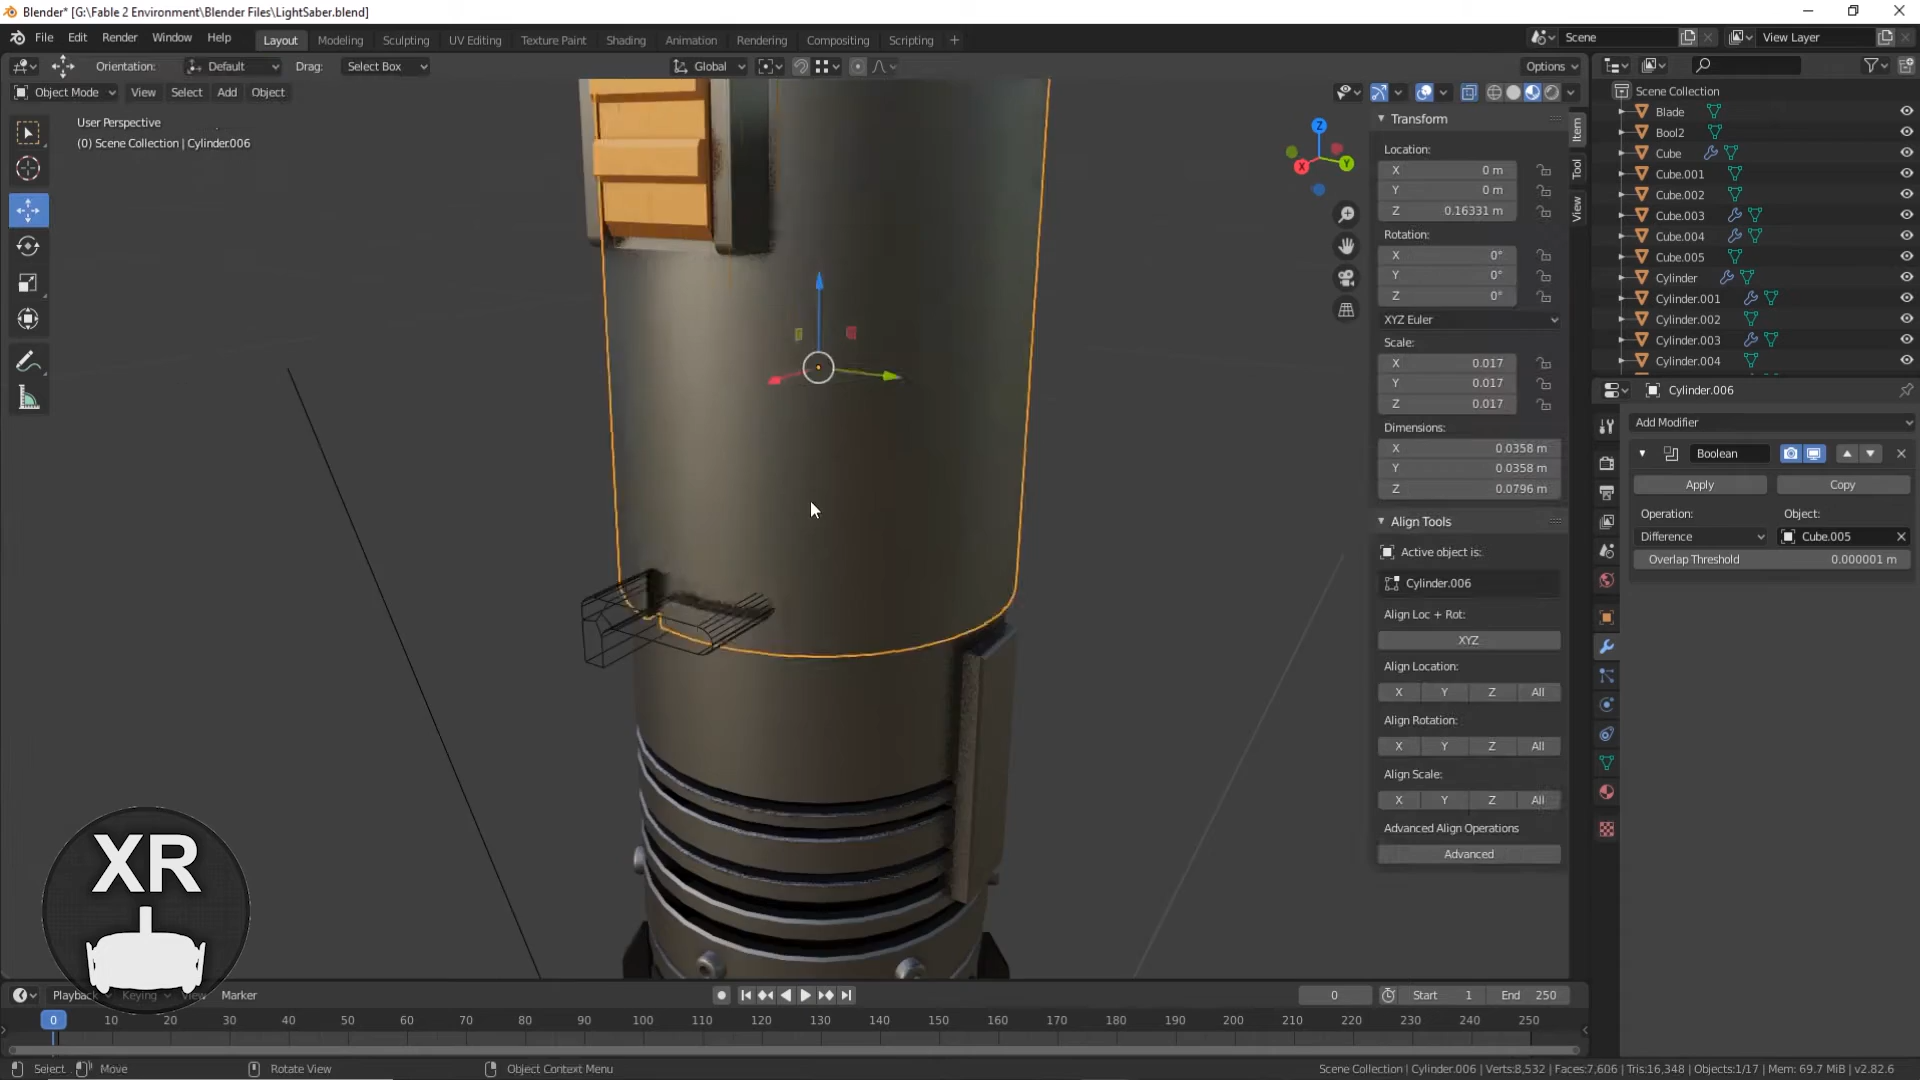 Blender* [G:\Fable 2 Environment\Blender Files\LightSaber.blend]
File Edit Render Window Help
Layout Modeling Sculpting UV Editing Texture Paint Shading Animation Rendering Compositing Scripting +
Scene View Layer
Orientation: Default Drag: Select Box Global Options
Object Mode View Select Add Object
User Perspective
(0) Scene Collection | Cylinder.006
Z
X
Y
Transform
Location:
X 0 m
Y 0 m
Z 0.16331 m
Rotation:
X 0°
Y 0°
Z 0°
XYZ Euler
Scale:
X 0.017
Y 0.017
Z 0.017
Dimensions:
X 0.0358 m
Y 0.0358 m
Z 0.0796 m
Align Tools
Active object is:
Cylinder.006
Align Loc + Rot:
XYZ
Align Location:
X Y Z All
Align Rotation:
X Y Z All
Align Scale:
X Y Z All
Advanced Align Operations
Advanced
Item
Tool
View
Scene Collection
Blade
Bool2
Cube
Cube.001
Cube.002
Cube.003
Cube.004
Cube.005
Cylinder
Cylinder.001
Cylinder.002
Cylinder.003
Cylinder.004
Cylinder.006
Add Modifier
Boolean
Apply Copy
Operation: Object:
Difference Cube.005
Overlap Threshold 0.000001 m
XR
Playback Keying View Marker
0 Start 1 End 250
0 10 20 30 40 50 60 70 80 90 100 110 120 130 140 150 160 170 180 190 200 210 220 230 240 250
Select Move Rotate View Object Context Menu
Scene Collection | Cylinder.006 | Verts:8,532 | Faces:7,606 | Tris:16,348 | Objects:1/17 | Mem: 69.7 MiB | v2.82.6